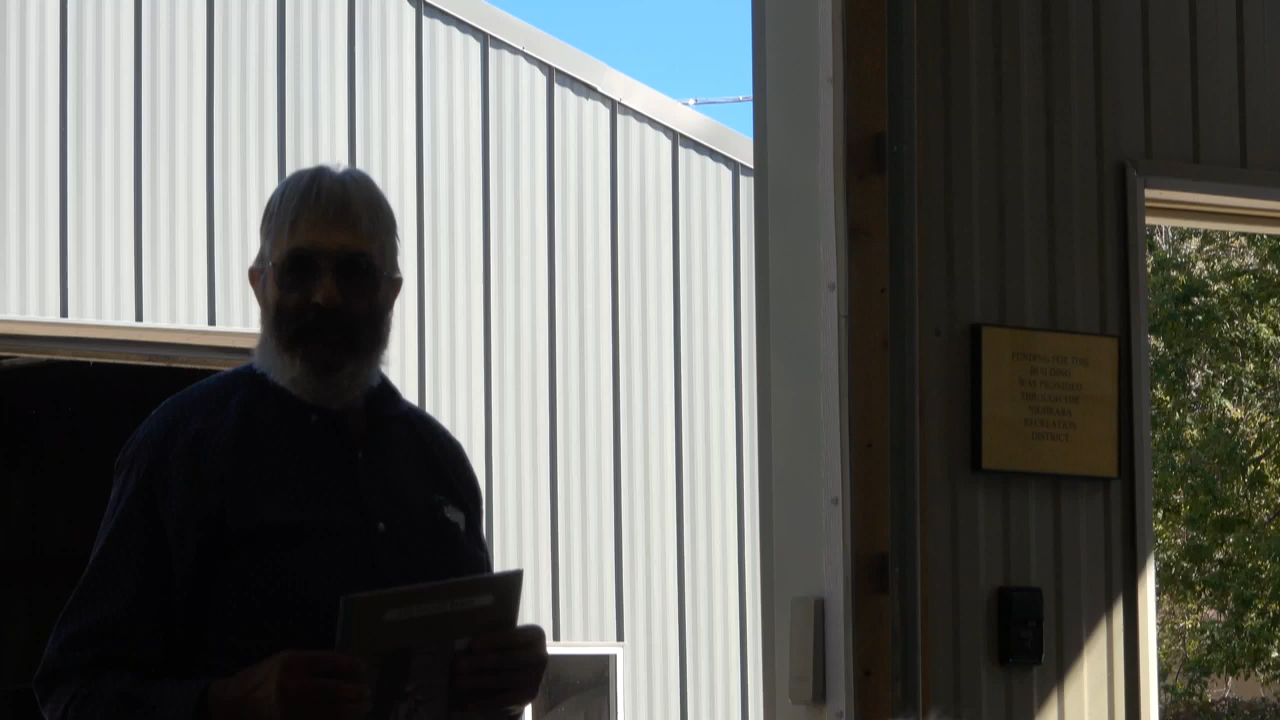 FUNDING FOR THIS
BUILDING
WAS PROVIDED
THROUGH THE
RECREATION
DISTRICT